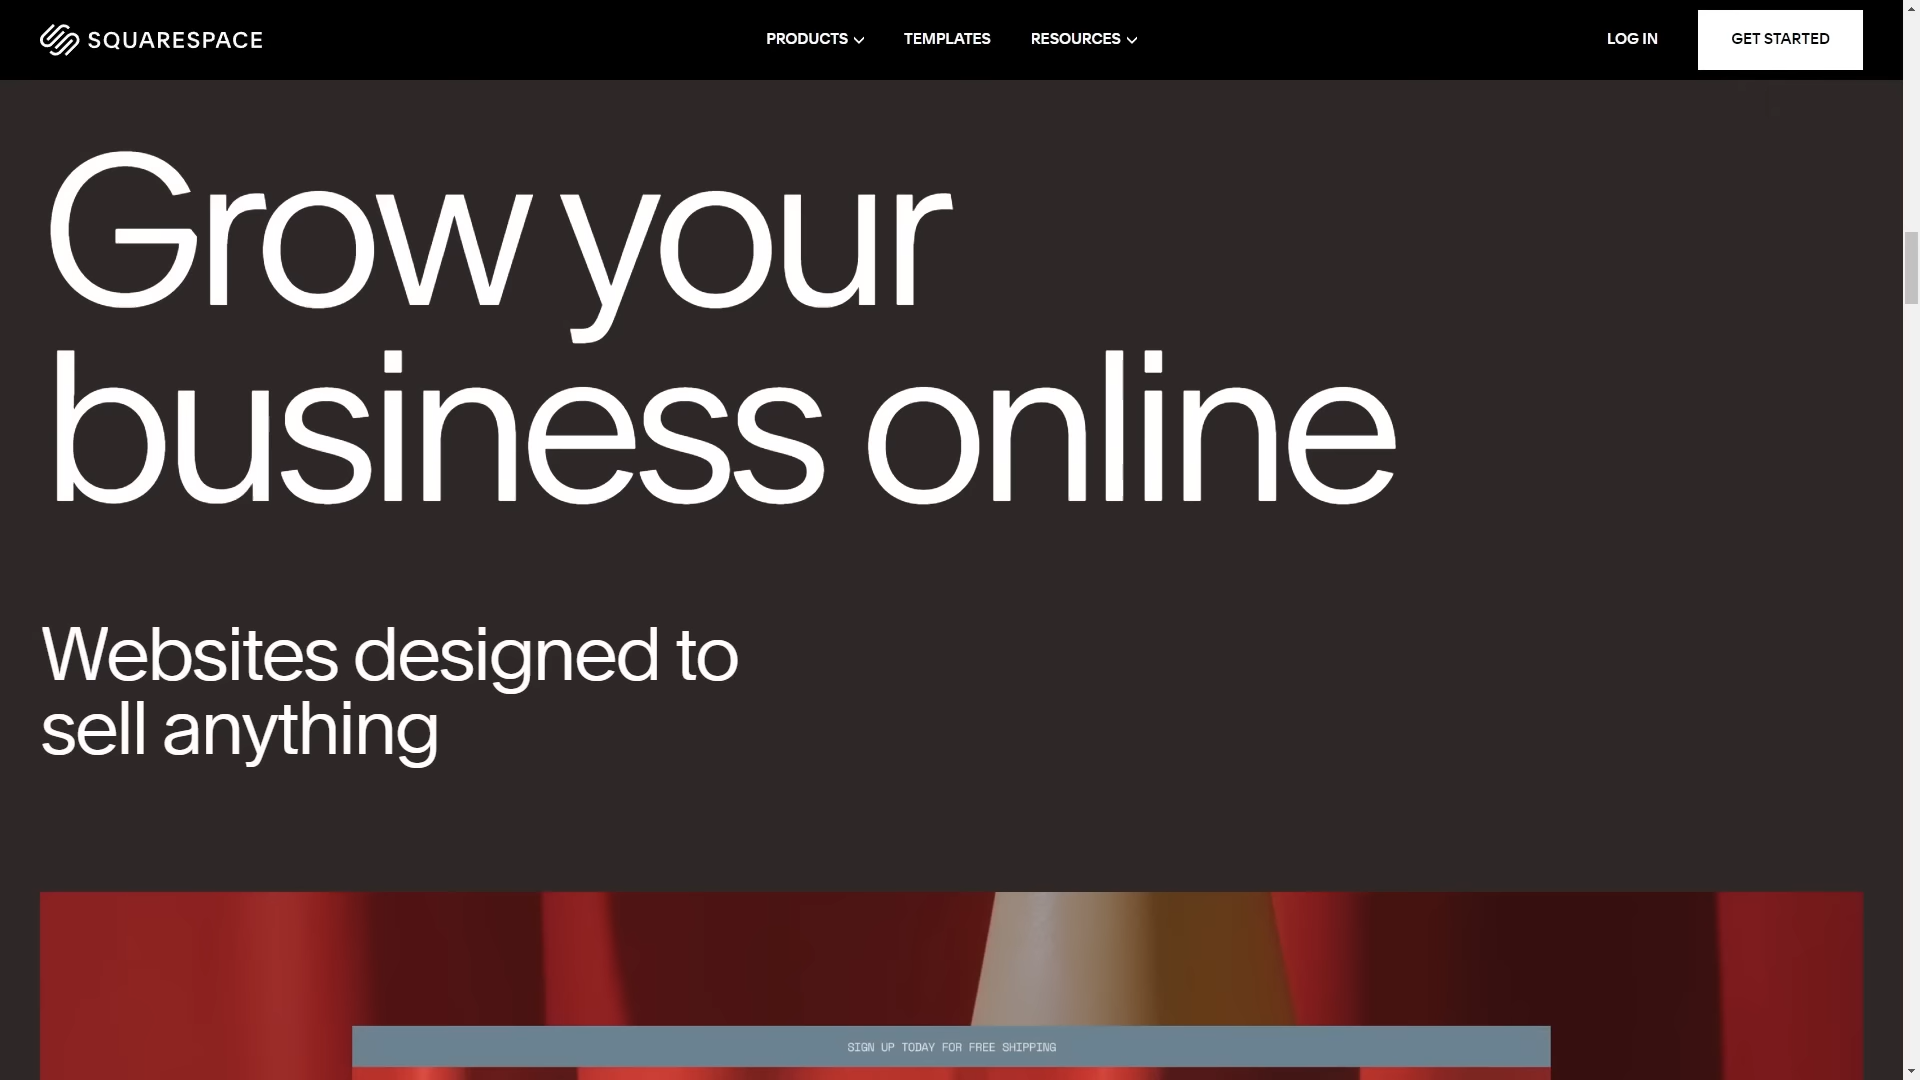 SQUARESPACE
PRODUCTS
TEMPLATES
RESOURCES
LOG IN
GET STARTED
Grow your
business online
Websites designed to
sell anything
SIGN UP TODAY FOR FREE SHIPPING